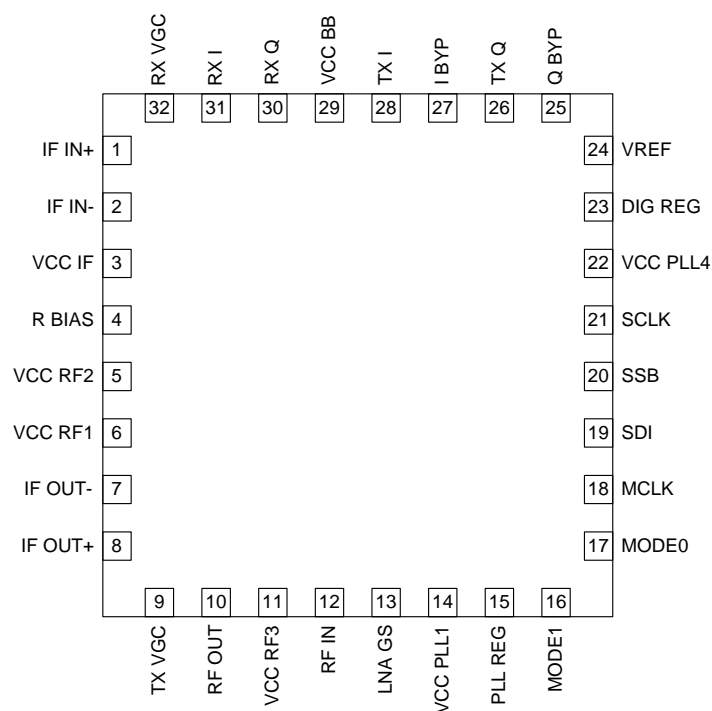 RX VGC
RX I
RX Q
VCC BB
TX I
I BYP
TX Q
Q BYP
32 31 30 29 28 27 26 25
IF IN+ 1
IF IN- 2
VCC IF 3
R BIAS 4
VCC RF2 5
VCC RF1 6
IF OUT- 7
IF OUT+ 8
24 VREF
23 DIG REG
22 VCC PLL4
21 SCLK
20 SSB
19 SDI
18 MCLK
17 MODE0
9 10 11 12 13 14 15 16
TX VGC
RF OUT
VCC RF3
RF IN
LNA GS
VCC PLL1
PLL REG
MODE1